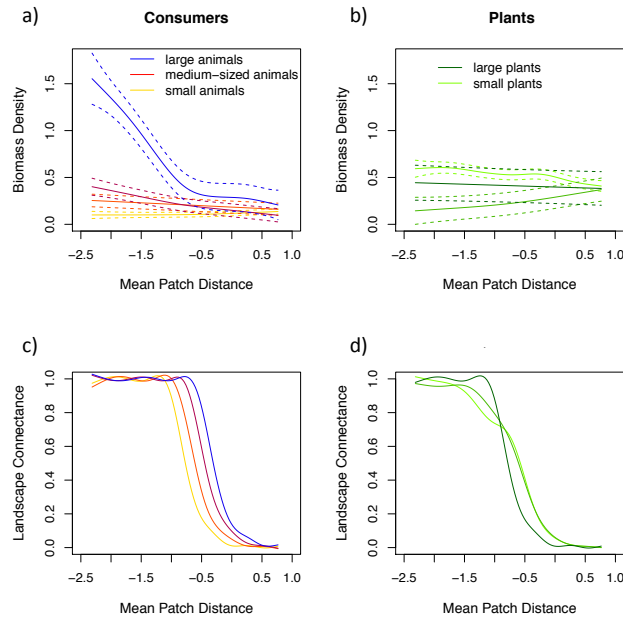 a)
Consumers
b)
Plants
large animals
medium−sized animals
small animals
large plants
small plants
Biomass Density
0.0
0.5
1.0
1.5
−2.5
−1.5
−0.5
0.5
1.0
Mean Patch Distance
Biomass Density
0.0
0.5
1.0
1.5
−2.5
−1.5
−0.5
0.5
1.0
Mean Patch Distance
c)
d)
Landscape Connectance
0.0
0.2
0.4
0.6
0.8
1.0
−2.5
−1.5
−0.5
0.5
1.0
Mean Patch Distance
Landscape Connectance
0.0
0.2
0.4
0.6
0.8
1.0
−2.5
−1.5
−0.5
0.5
1.0
Mean Patch Distance